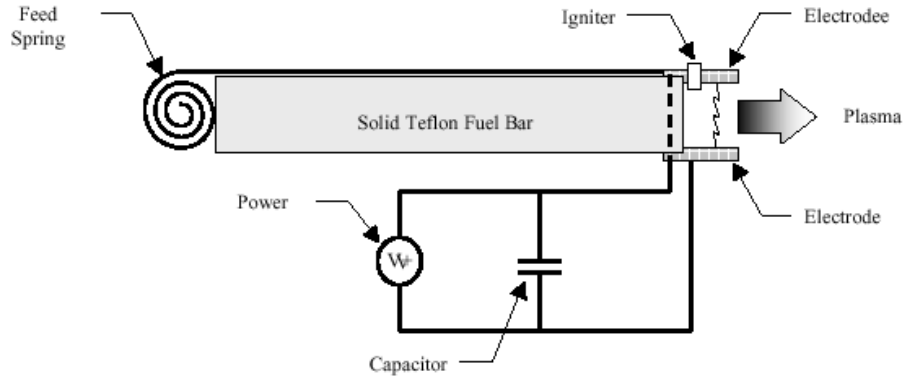 Feed
Spring
Igniter
Electrodee
Solid Teflon Fuel Bar
Plasma
Power
Electrode
V+
Capacitor